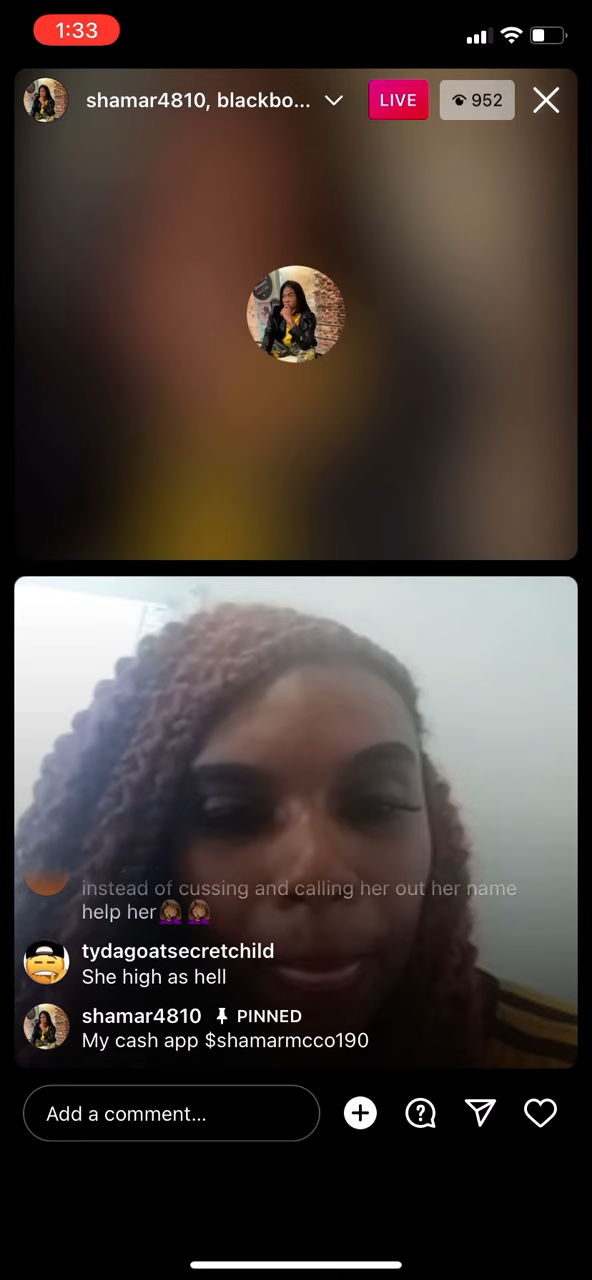 1:33
shamar4810, blackbo...
LIVE
952
instead of cussing and calling her out her name
help her🤦🏽‍♀️🤦🏽‍♀️
tydagoatsecretchild
She high as hell
shamar4810 PINNED
My cash app $shamarmcco190
Add a comment...